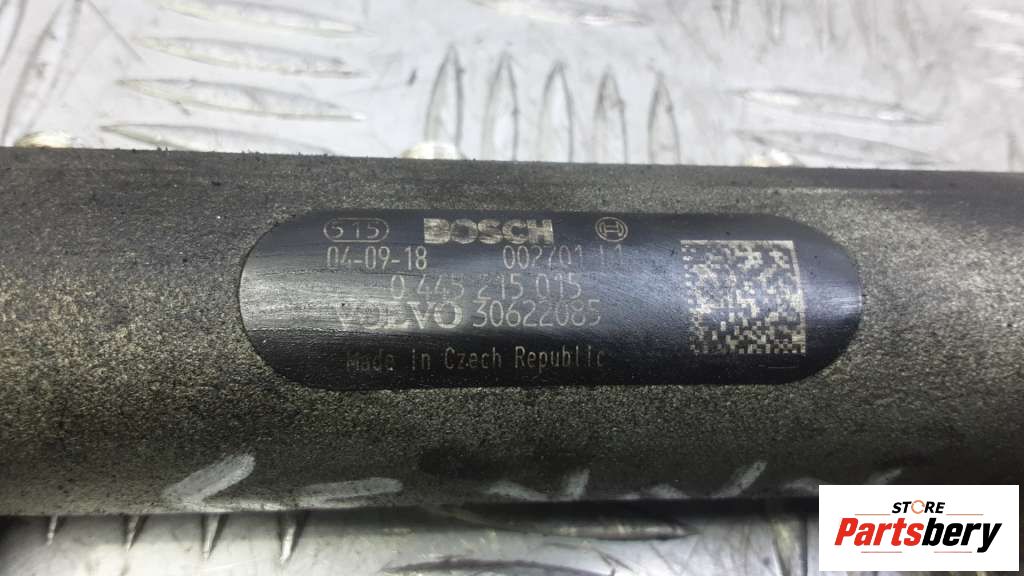 515 BOSCH
04-09-18 002701 11
0 445 215 015
VOLVO 30622085
Made in Czech Republic
STORE
Partsbery